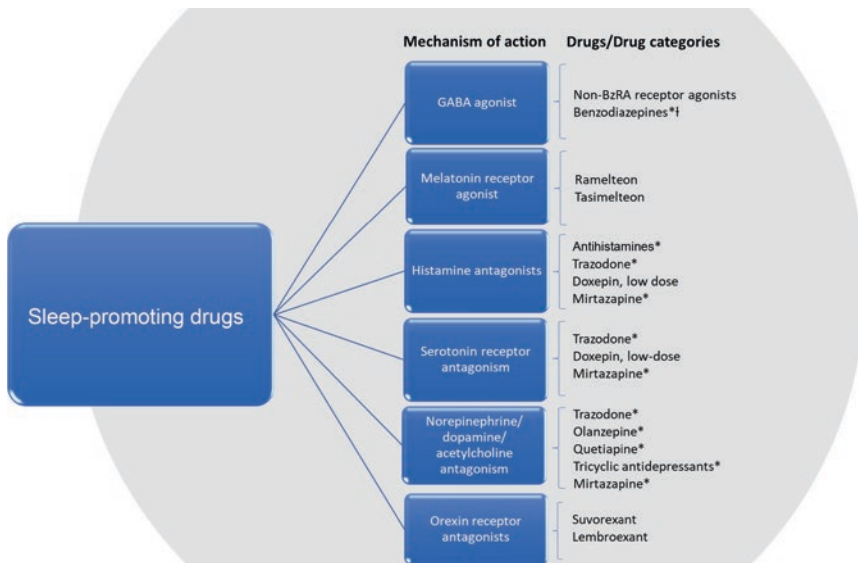 Mechanism of action
Drugs/Drug categories
Sleep-promoting drugs
GABA agonist
Non-BzRA receptor agonists
Benzodiazepines*ƚ
Melatonin receptor
agonist
Ramelteon
Tasimelteon
Histamine antagonists
Antihistamines*
Trazodone*
Doxepin, low dose
Mirtazapine*
Serotonin receptor
antagonism
Trazodone*
Doxepin, low-dose
Mirtazapine*
Norepinephrine/
dopamine/
acetylcholine
antagonism
Trazodone*
Olanzepine*
Quetiapine*
Tricyclic antidepressants*
Mirtazapine*
Orexin receptor
antagonists
Suvorexant
Lembroexant